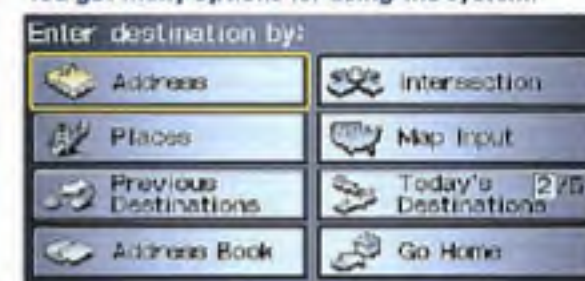 Enter destination by:
Address
Intersection
Places
Map Input
Previous
Destinations
Today's 2/5
Destinations
Address Book
Go Home